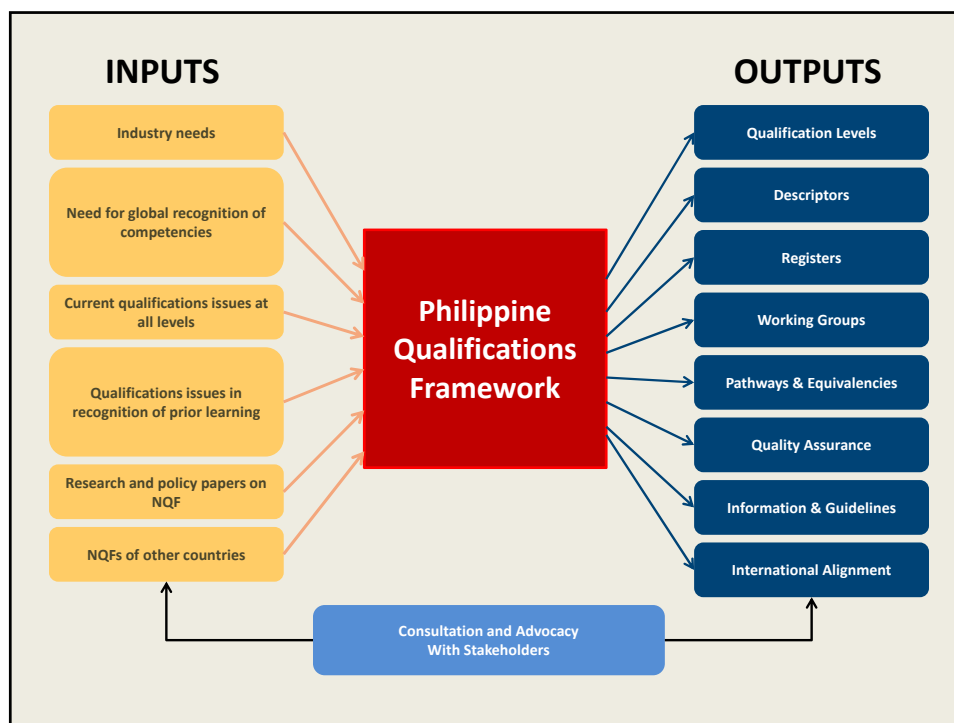 INPUTS
Industry needs
Need for global recognition of
competencies
Current qualifications issues at
all levels
Qualifications issues in
recognition of prior learning
Research and policy papers on
NQF
NQFs of other countries
Philippine
Qualifications
Framework
OUTPUTS
Qualification Levels
Descriptors
Registers
Working Groups
Pathways & Equivalencies
Quality Assurance
Information & Guidelines
International Alignment
Consultation and Advocacy
With Stakeholders